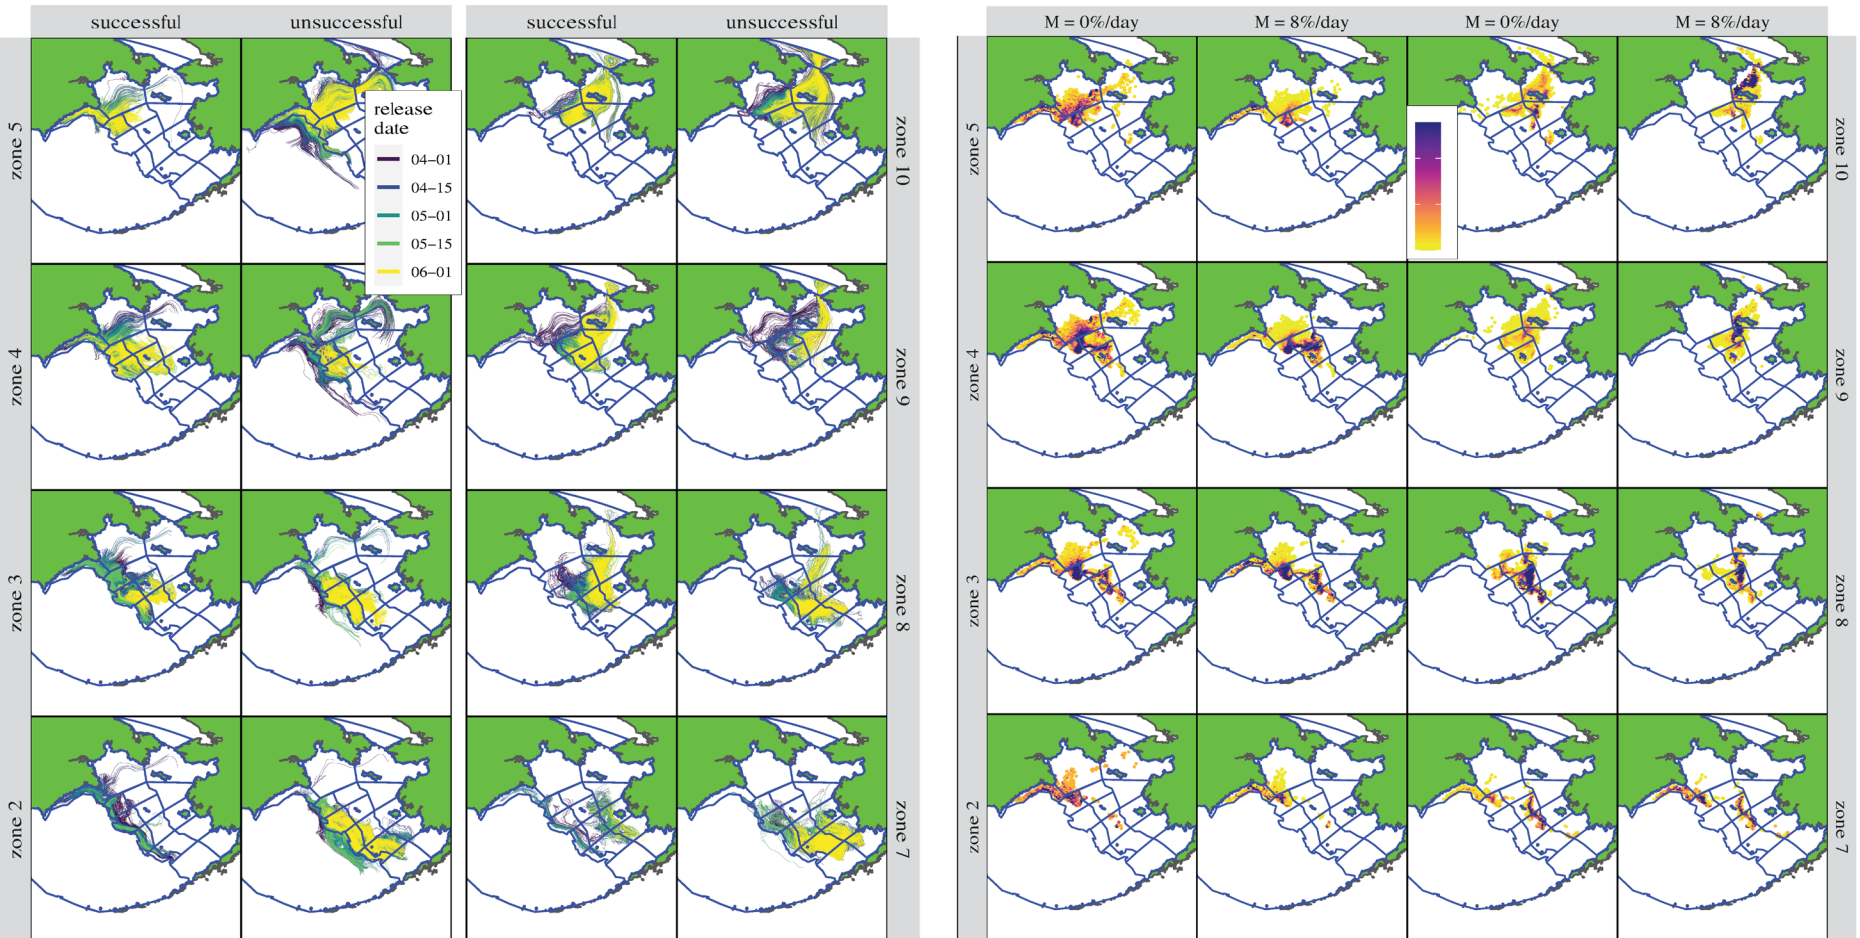 successful unsuccessful successful unsuccessful M = 0%/day M = 8%/day M = 0%/day M = 8%/day
zone 5
release
date
04–01
04–15
05–01
05–15
06–01
zone 10
zone 5
zone 10
zone 4
zone 9
zone 4
zone 9
zone 3
zone 8
zone 3
zone 8
zone 2
zone 7
zone 2
zone 7